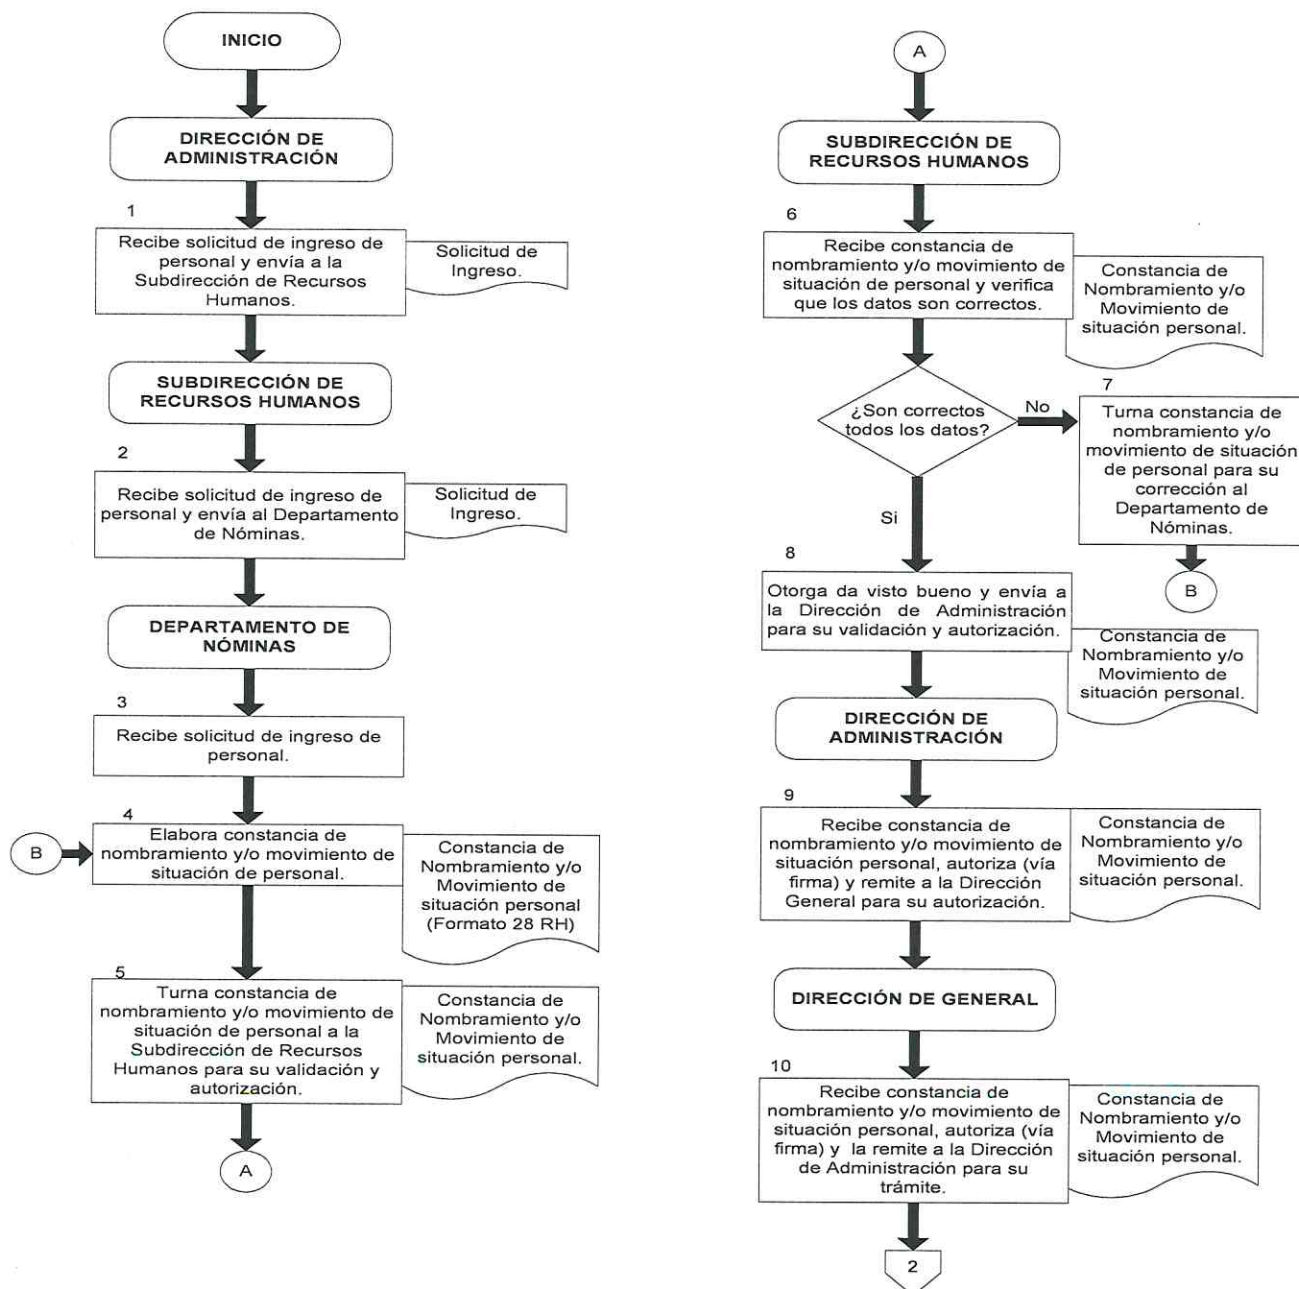 INICIO
DIRECCIÓN DE
ADMINISTRACIÓN
1
Recibe solicitud de ingreso de
personal y envía a la
Subdirección de Recursos
Humanos.
Solicitud de
Ingreso.
SUBDIRECCIÓN DE
RECURSOS HUMANOS
2
Recibe solicitud de ingreso de
personal y envía al Departamento
de Nóminas.
Solicitud de
Ingreso.
DEPARTAMENTO DE
NÓMINAS
3
Recibe solicitud de ingreso de
personal.
B
4
Elabora constancia de
nombramiento y/o movimiento de
situación de personal.
Constancia de
Nombramiento y/o
Movimiento de
situación personal
(Formato 28 RH)
5
Turna constancia de
nombramiento y/o movimiento de
situación de personal a la
Subdirección de Recursos
Humanos para su validación y
autorización.
Constancia de
Nombramiento y/o
Movimiento de
situación personal.
A
A
SUBDIRECCIÓN DE
RECURSOS HUMANOS
6
Recibe constancia de
nombramiento y/o movimiento de
situación de personal y verifica
que los datos son correctos.
Constancia de
Nombramiento y/o
Movimiento de
situación personal.
¿Son correctos
todos los datos?
No
7
Turna constancia de
nombramiento y/o
movimiento de situación
de personal para su
corrección al
Departamento de
Nóminas.
B
Si
8
Otorga da visto bueno y envía a
la Dirección de Administración
para su validación y autorización.
Constancia de
Nombramiento y/o
Movimiento de
situación personal.
DIRECCIÓN DE
ADMINISTRACIÓN
9
Recibe constancia de
nombramiento y/o movimiento de
situación personal, autoriza (vía
firma) y remite a la Dirección
General para su autorización.
Constancia de
Nombramiento y/o
Movimiento de
situación personal.
DIRECCIÓN DE GENERAL
10
Recibe constancia de
nombramiento y/o movimiento de
situación personal, autoriza (vía
firma) y la remite a la Dirección
de Administración para su
trámite.
Constancia de
Nombramiento y/o
Movimiento de
situación personal.
2